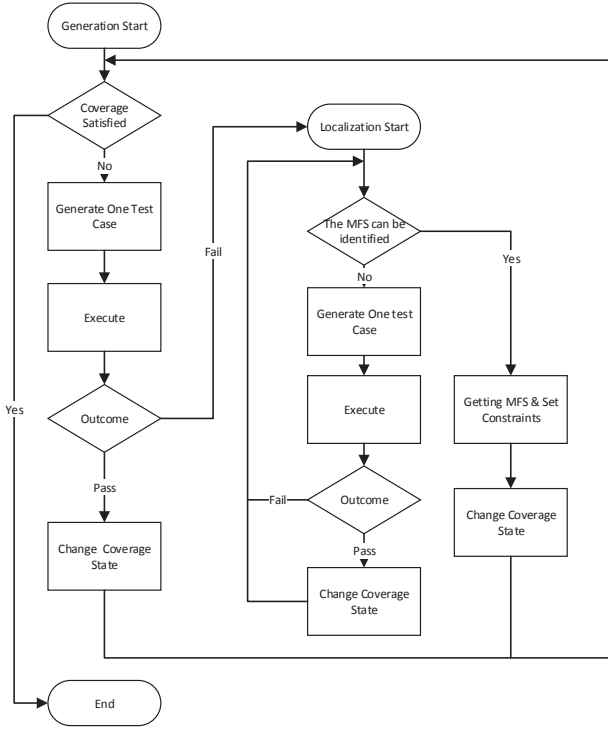 Generation Start
Coverage
Satisfied
No
Generate One Test
Case
Execute
Outcome
Yes
Pass
Change Coverage
State
End
Fail
Localization Start
The MFS can be
identified
No
Generate One test
Case
Execute
Outcome
Fail
Pass
Change Coverage
State
Yes
Getting MFS & Set
Constraints
Change Coverage
State